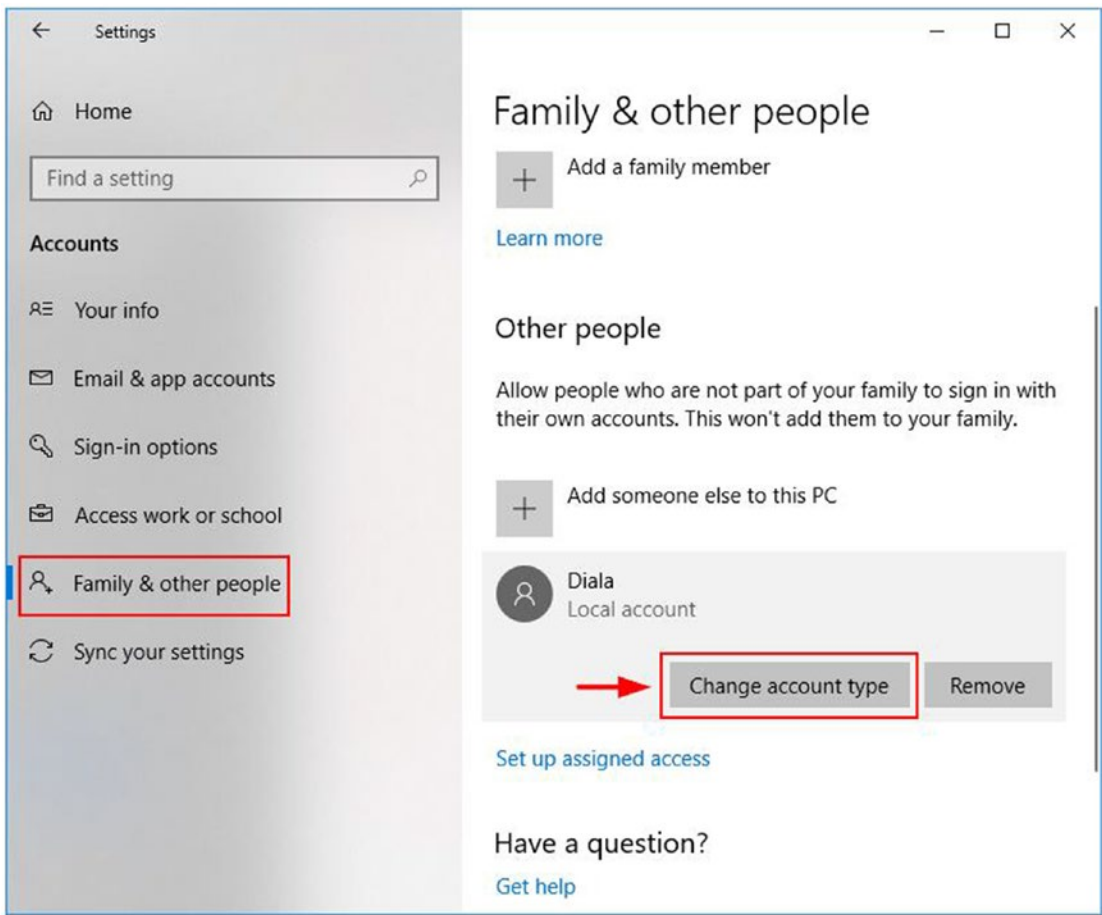 Settings
Home
Find a setting
Accounts
Your info
Email & app accounts
Sign-in options
Access work or school
Family & other people
Sync your settings
Family & other people
Add a family member
Learn more
Other people
Allow people who are not part of your family to sign in with
their own accounts. This won't add them to your family.
Add someone else to this PC
Diala
Local account
Change account type
Remove
Set up assigned access
Have a question?
Get help